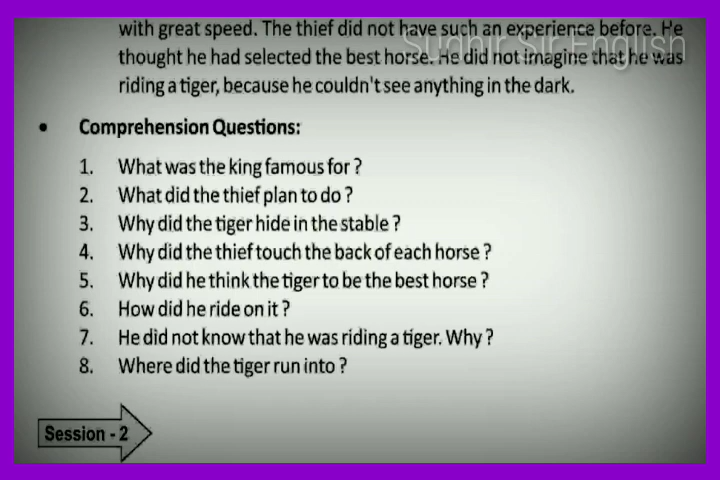 with great speed. The thief did not have such an experience before. He
Sudhir Sir English
thought he had selected the best horse. He did not imagine that he was
riding a tiger, because he couldn't see anything in the dark.
• Comprehension Questions:
1. What was the king famous for ?
2. What did the thief plan to do ?
3. Why did the tiger hide in the stable ?
4. Why did the thief touch the back of each horse ?
5. Why did he think the tiger to be the best horse ?
6. How did he ride on it ?
7. He did not know that he was riding a tiger. Why ?
8. Where did the tiger run into ?
Session - 2